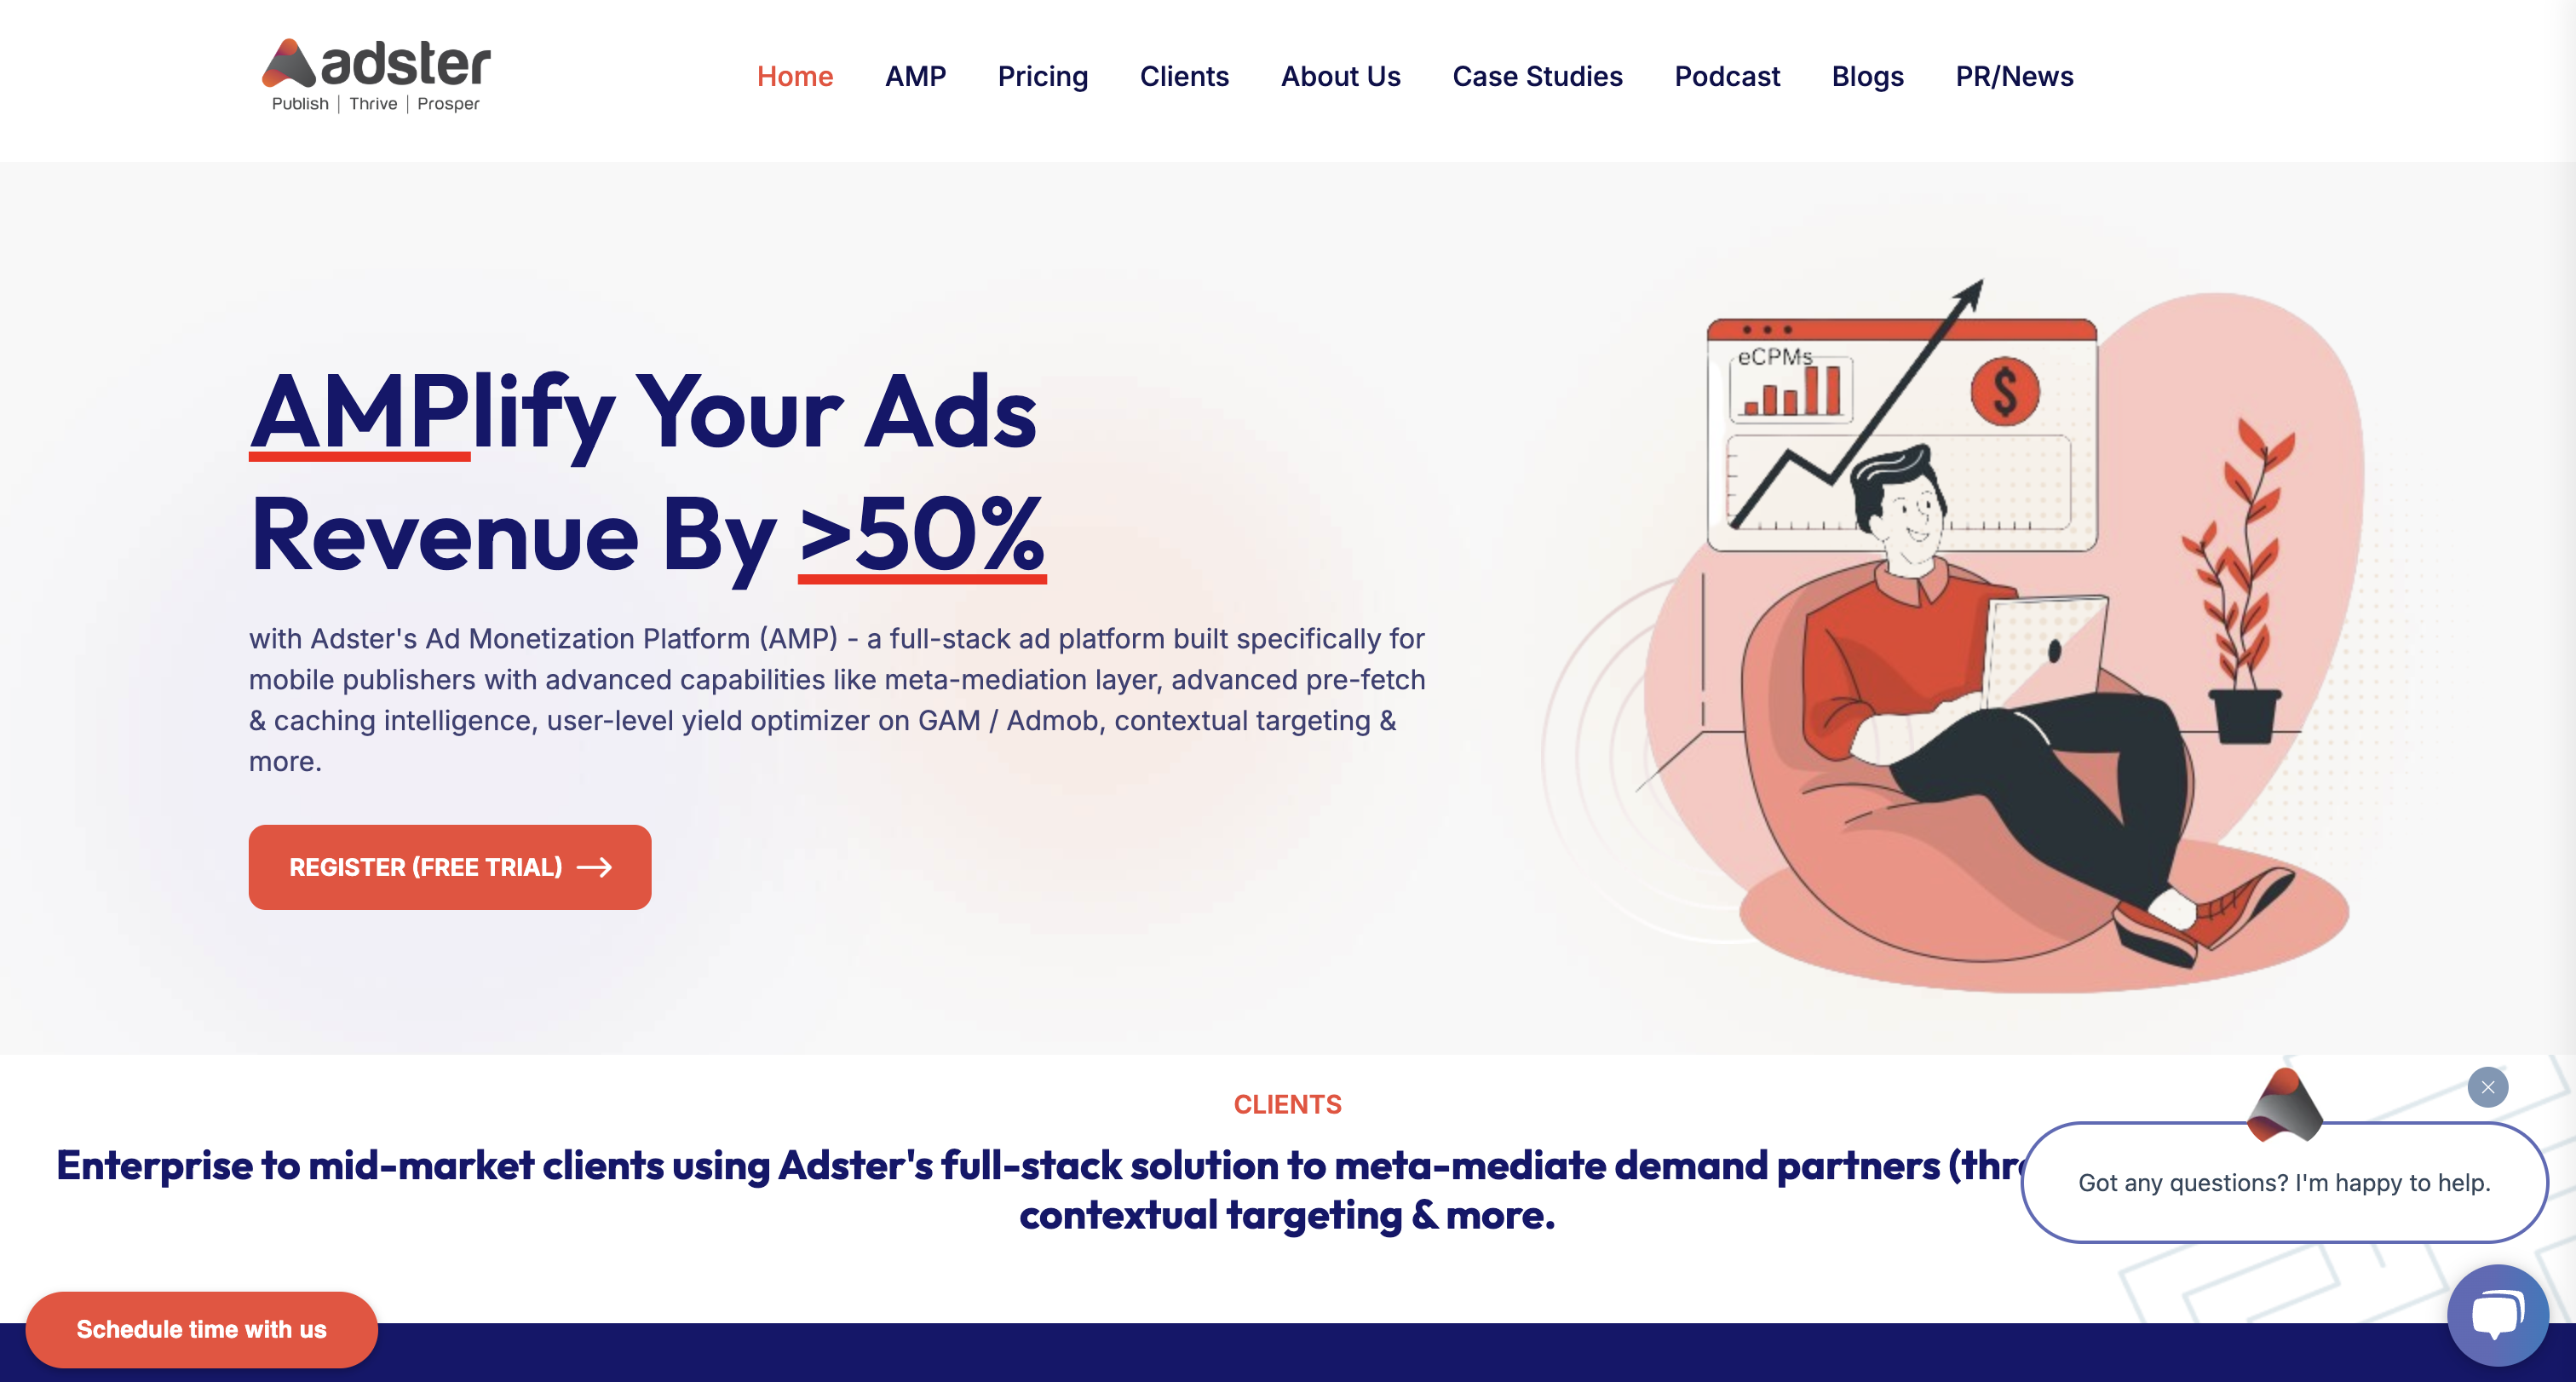 adster
Publish | Thrive | Prosper
Home AMP Pricing Clients About Us Case Studies Podcast Blogs PR/News
AMPlify Your Ads
Revenue By >50%
with Adster's Ad Monetization Platform (AMP) - a full-stack ad platform built specifically for
mobile publishers with advanced capabilities like meta-mediation layer, advanced pre-fetch
& caching intelligence, user-level yield optimizer on GAM / Admob, contextual targeting &
more.
REGISTER (FREE TRIAL)
eCPMs
$
CLIENTS
Enterprise to mid-market clients using Adster's full-stack solution to meta-mediate demand partners
contextual targeting & more.
Got any questions? I'm happy to help.
Schedule time with us